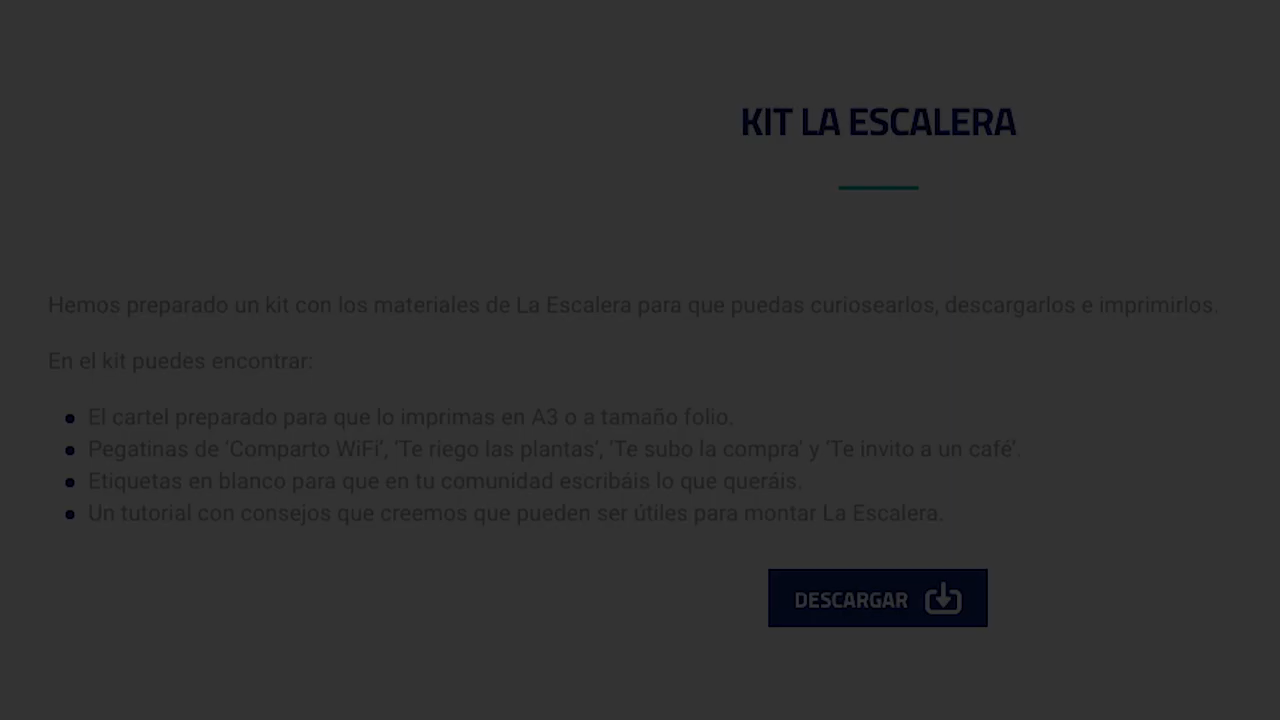 KIT LA ESCALERA
Hemos preparado un kit con los materiales de La Escalera para que puedas curiosearlos, descargarlos e imprimirlos.
En el kit puedes encontrar:
El cartel preparado para que lo imprimas en A3 o a tamaño folio.
Pegatinas de ‘Comparto WiFi’, ‘Te riego las plantas’, ‘Te subo la compra’ y ‘Te invito a un café’.
Etiquetas en blanco para que en tu comunidad escribáis lo que queráis.
Un tutorial con consejos que creemos que pueden ser útiles para montar La Escalera.
DESCARGAR